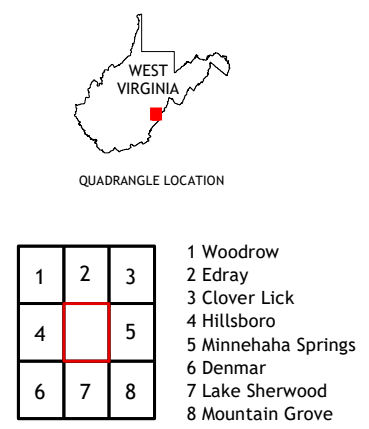 WEST
VIRGINIA
QUADRANGLE LOCATION
1 2 3
4 5
6 7 8
1 Woodrow
2 Edray
3 Clover Lick
4 Hillsboro
5 Minnehaha Springs
6 Denmar
7 Lake Sherwood
8 Mountain Grove